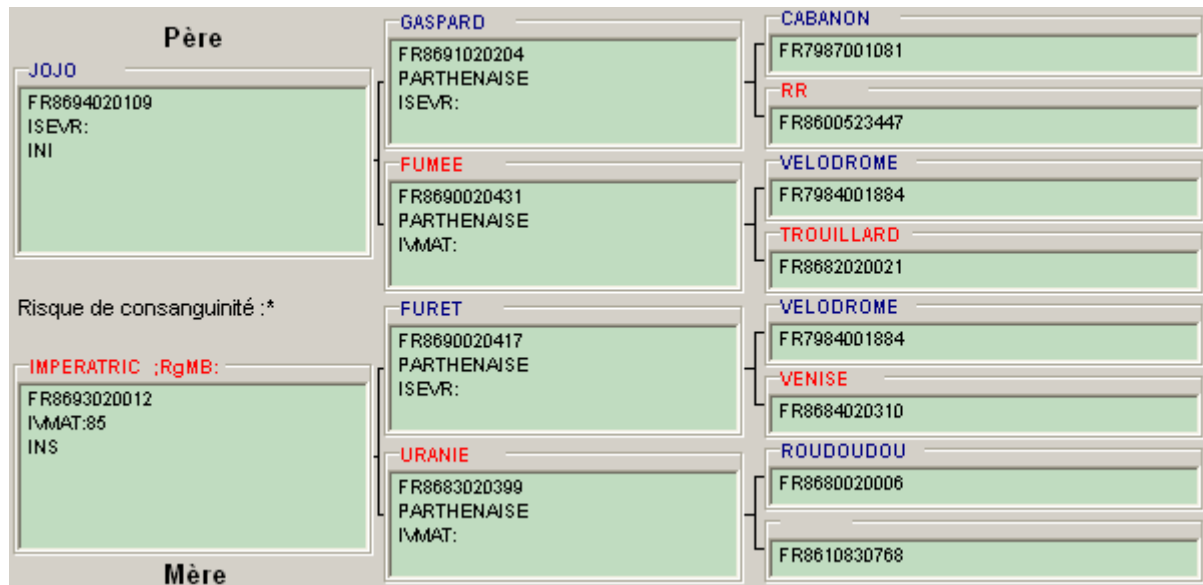 Père
JOJO
FR8694020109
ISEVR:
INI
GASPARD
FR8691020204
PARTHENAISE
ISEVR:
FUMEE
FR8690020431
PARTHENAISE
IVMAT:
CABANON
FR7987001081
RR
FR8600523447
VELODROME
FR7984001884
TROUILLARD
FR8682020021
Risque de consanguinité :*
IMPERATRIC ;RgMB:
FR8693020012
IVMAT:85
INS
Mère
FURET
FR8690020417
PARTHENAISE
ISEVR:
URANIE
FR8683020399
PARTHENAISE
IVMAT:
VELODROME
FR7984001884
VENISE
FR8684020310
ROUDOUDOU
FR8680020006
FR8610830768